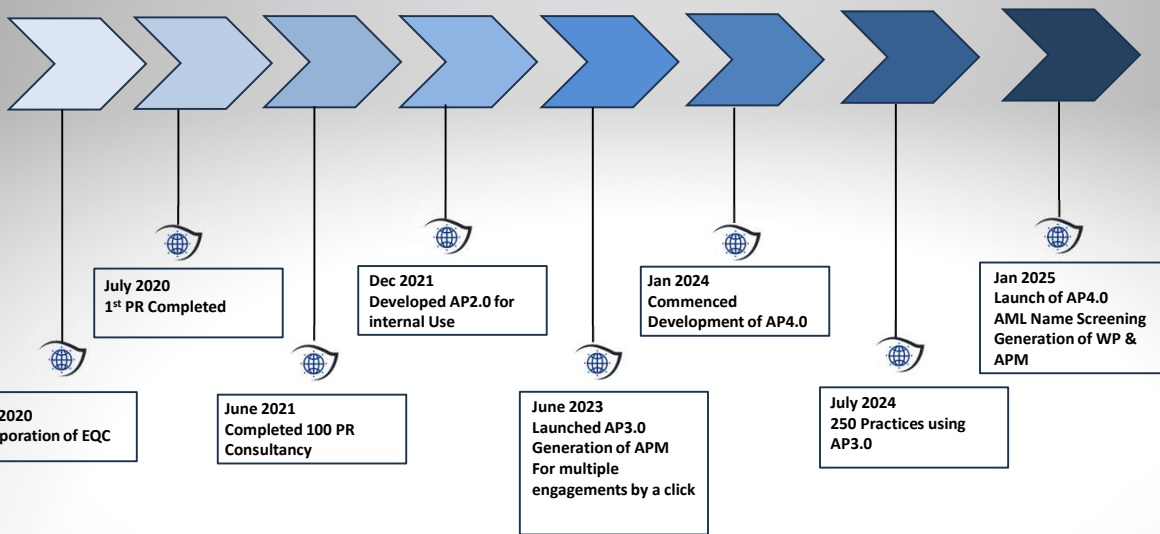 2020
poration of EQC
July 2020
1st PR Completed
June 2021
Completed 100 PR
Consultancy
Dec 2021
Developed AP2.0 for
internal Use
June 2023
Launched AP3.0
Generation of APM
For multiple
engagements by a click
Jan 2024
Commenced
Development of AP4.0
July 2024
250 Practices using
AP3.0
Jan 2025
Launch of AP4.0
AML Name Screening
Generation of WP &
APM